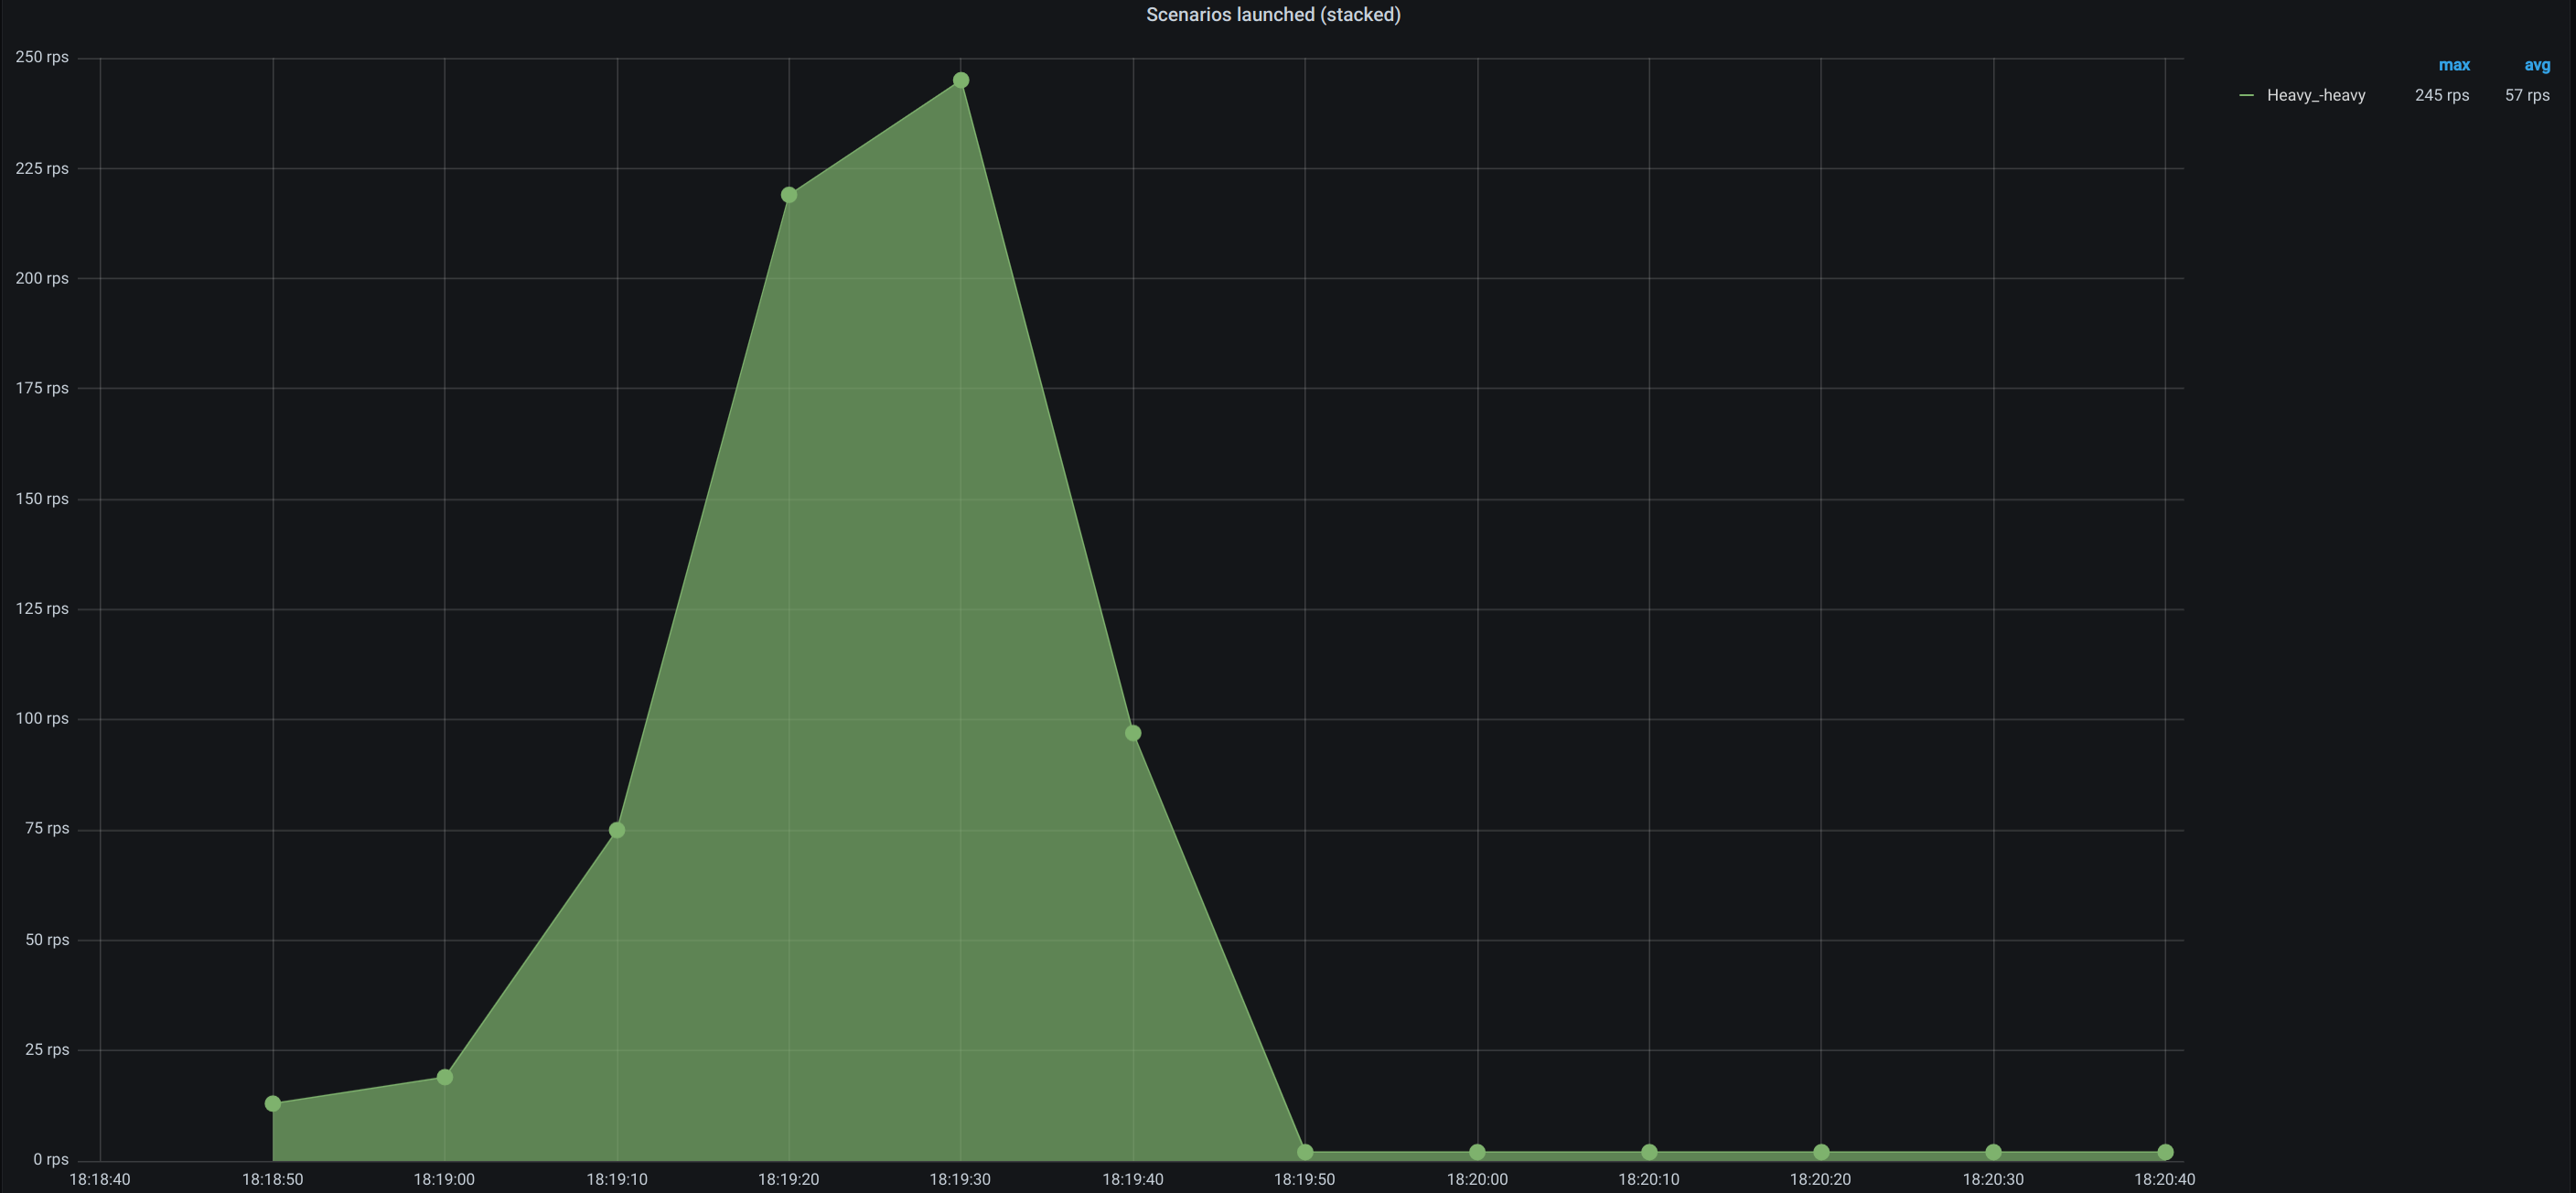 Scenarios launched (stacked)
250 rps
225 rps
200 rps
175 rps
150 rps
125 rps
100 rps
75 rps
50 rps
25 rps
0 rps
18:18:40 18:18:50 18:19:00 18:19:10 18:19:20 18:19:30 18:19:40 18:19:50 18:20:00 18:20:10 18:20:20 18:20:30 18:20:40
max avg
Heavy_-heavy 245 rps 57 rps